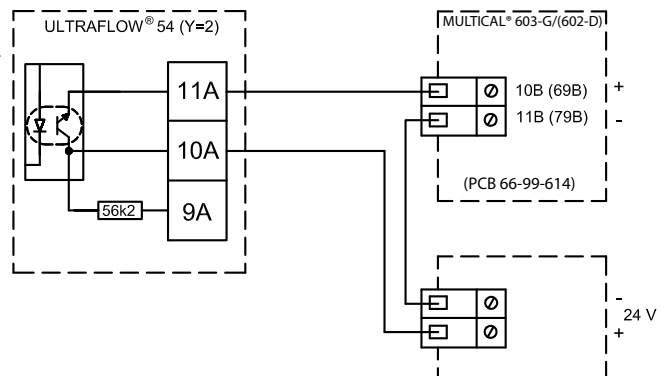 ULTRAFLOW® 54 (Y=2)
MULTICAL® 603-G/(602-D)
11A
10B (69B) +
11B (79B) -
10A
(PCB 66-99-614)
56k2
9A
-
24 V
+